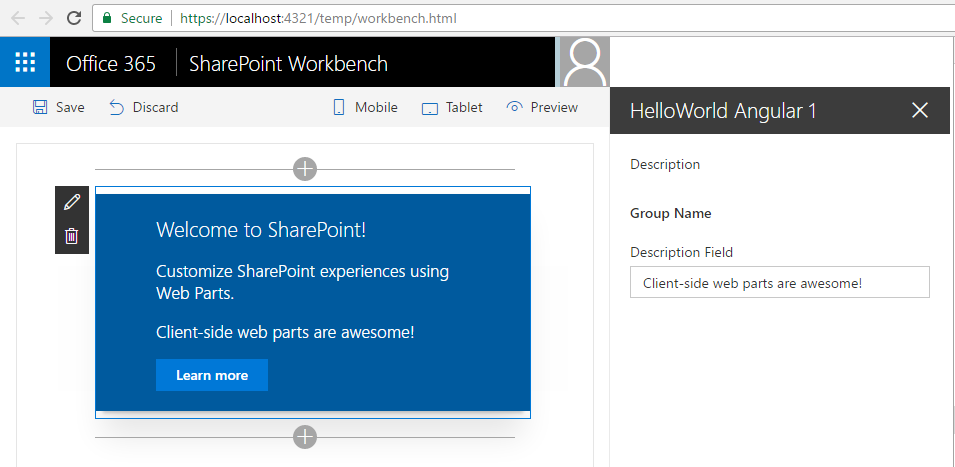 Secure https://localhost:4321/temp/workbench.html
Office 365 SharePoint Workbench
Save Discard Mobile Tablet Preview
Welcome to SharePoint!
Customize SharePoint experiences using
Web Parts.
Client-side web parts are awesome!
Learn more
HelloWorld Angular 1
Description
Group Name
Description Field
Client-side web parts are awesome!